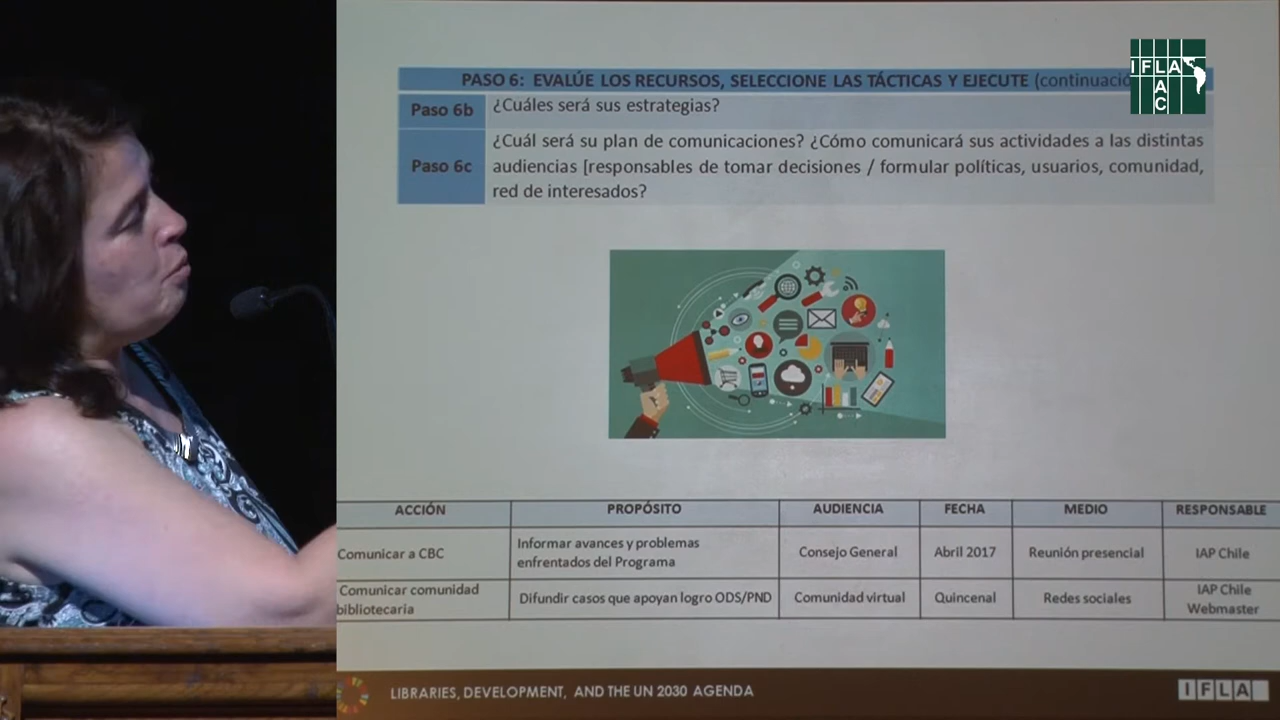 PASO 6: EVALÚE LOS RECURSOS, SELECCIONE LAS TÁCTICAS Y EJECUTE (continuació
IFLA
LAC
Paso 6b ¿Cuáles será sus estrategias?
Paso 6c
¿Cuál será su plan de comunicaciones? ¿Cómo comunicará sus actividades a las distintas
audiencias [responsables de tomar decisiones / formular políticas, usuarios, comunidad,
red de interesados?
ACCIÓN PROPÓSITO AUDIENCIA FECHA MEDIO RESPONSABLE
Comunicar a CBC
Informar avances y problemas
enfrentados del Programa
Consejo General
Abril 2017
Reunión presencial
IAP Chile
Comunicar comunidad
bibliotecaria
Difundir casos que apoyan logro ODS/PND
Comunidad virtual
Quincenal
Redes sociales
IAP Chile
Webmaster
LIBRARIES, DEVELOPMENT, AND THE UN 2030 AGENDA
IFLA